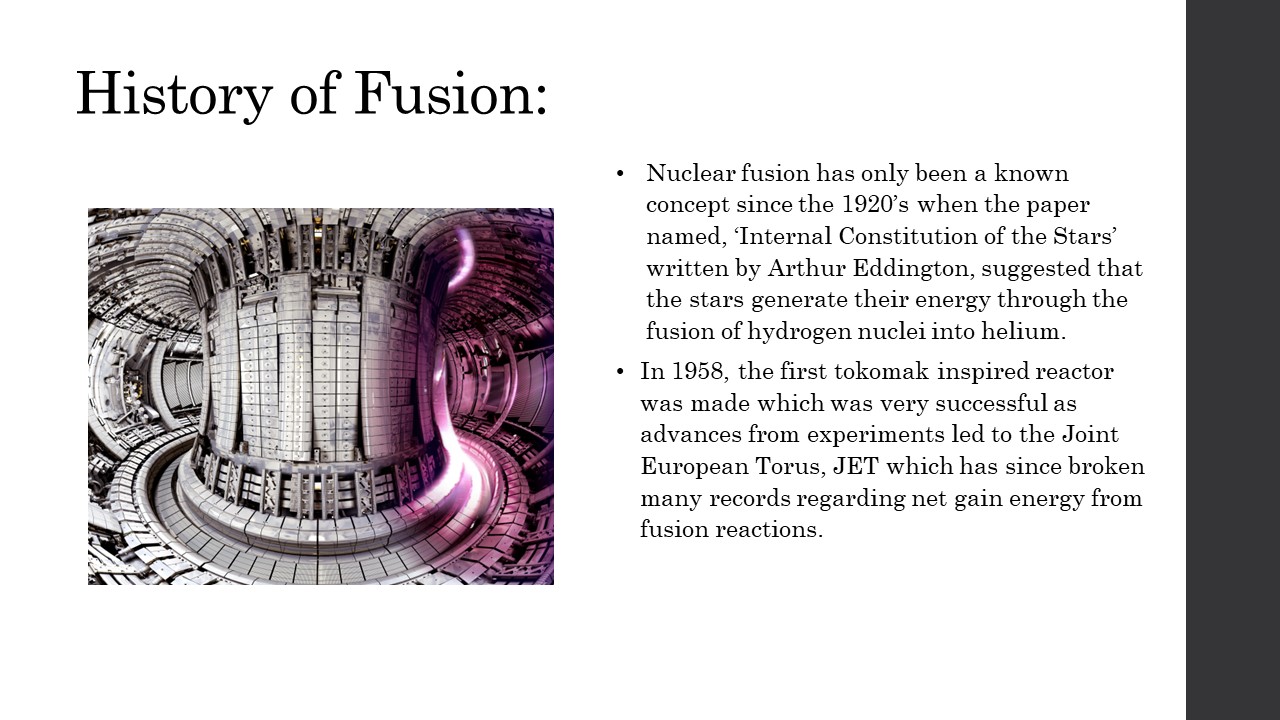 History of Fusion:
• Nuclear fusion has only been a known
concept since the 1920’s when the paper
named, ‘Internal Constitution of the Stars’
written by Arthur Eddington, suggested that
the stars generate their energy through the
fusion of hydrogen nuclei into helium.
• In 1958, the first tokomak inspired reactor
was made which was very successful as
advances from experiments led to the Joint
European Torus, JET which has since broken
many records regarding net gain energy from
fusion reactions.